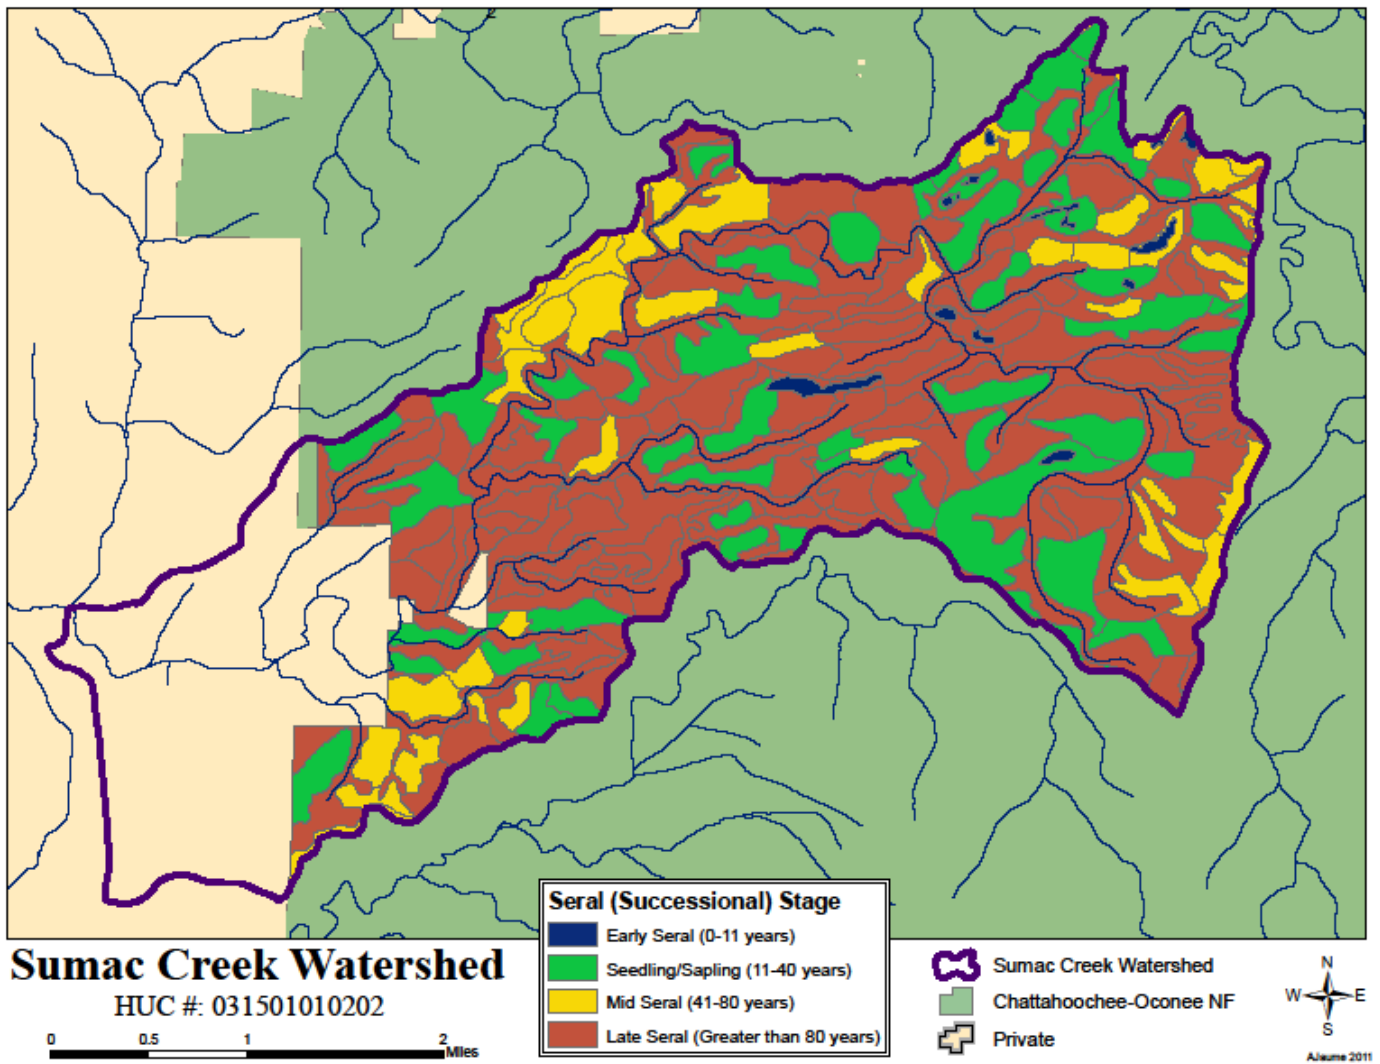 Sumac Creek Watershed
HUC #: 031501010202
0 0.5 1 2 Miles
Seral (Successional) Stage
Early Seral (0-11 years)
Seedling/Sapling (11-40 years)
Mid Seral (41-80 years)
Late Seral (Greater than 80 years)
Sumac Creek Watershed
Chattahoochee-Oconee NF
Private
N
W E
S
AJaume 2011